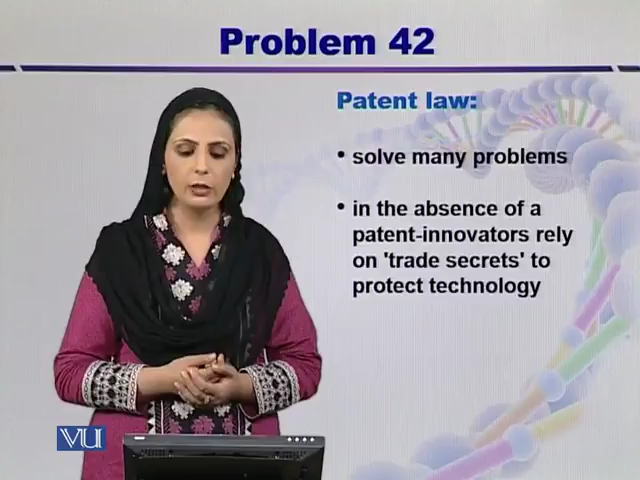 Problem 42
Patent law:
• solve many problems
• in the absence of a
patent-innovators rely
on 'trade secrets' to
protect technology
VU